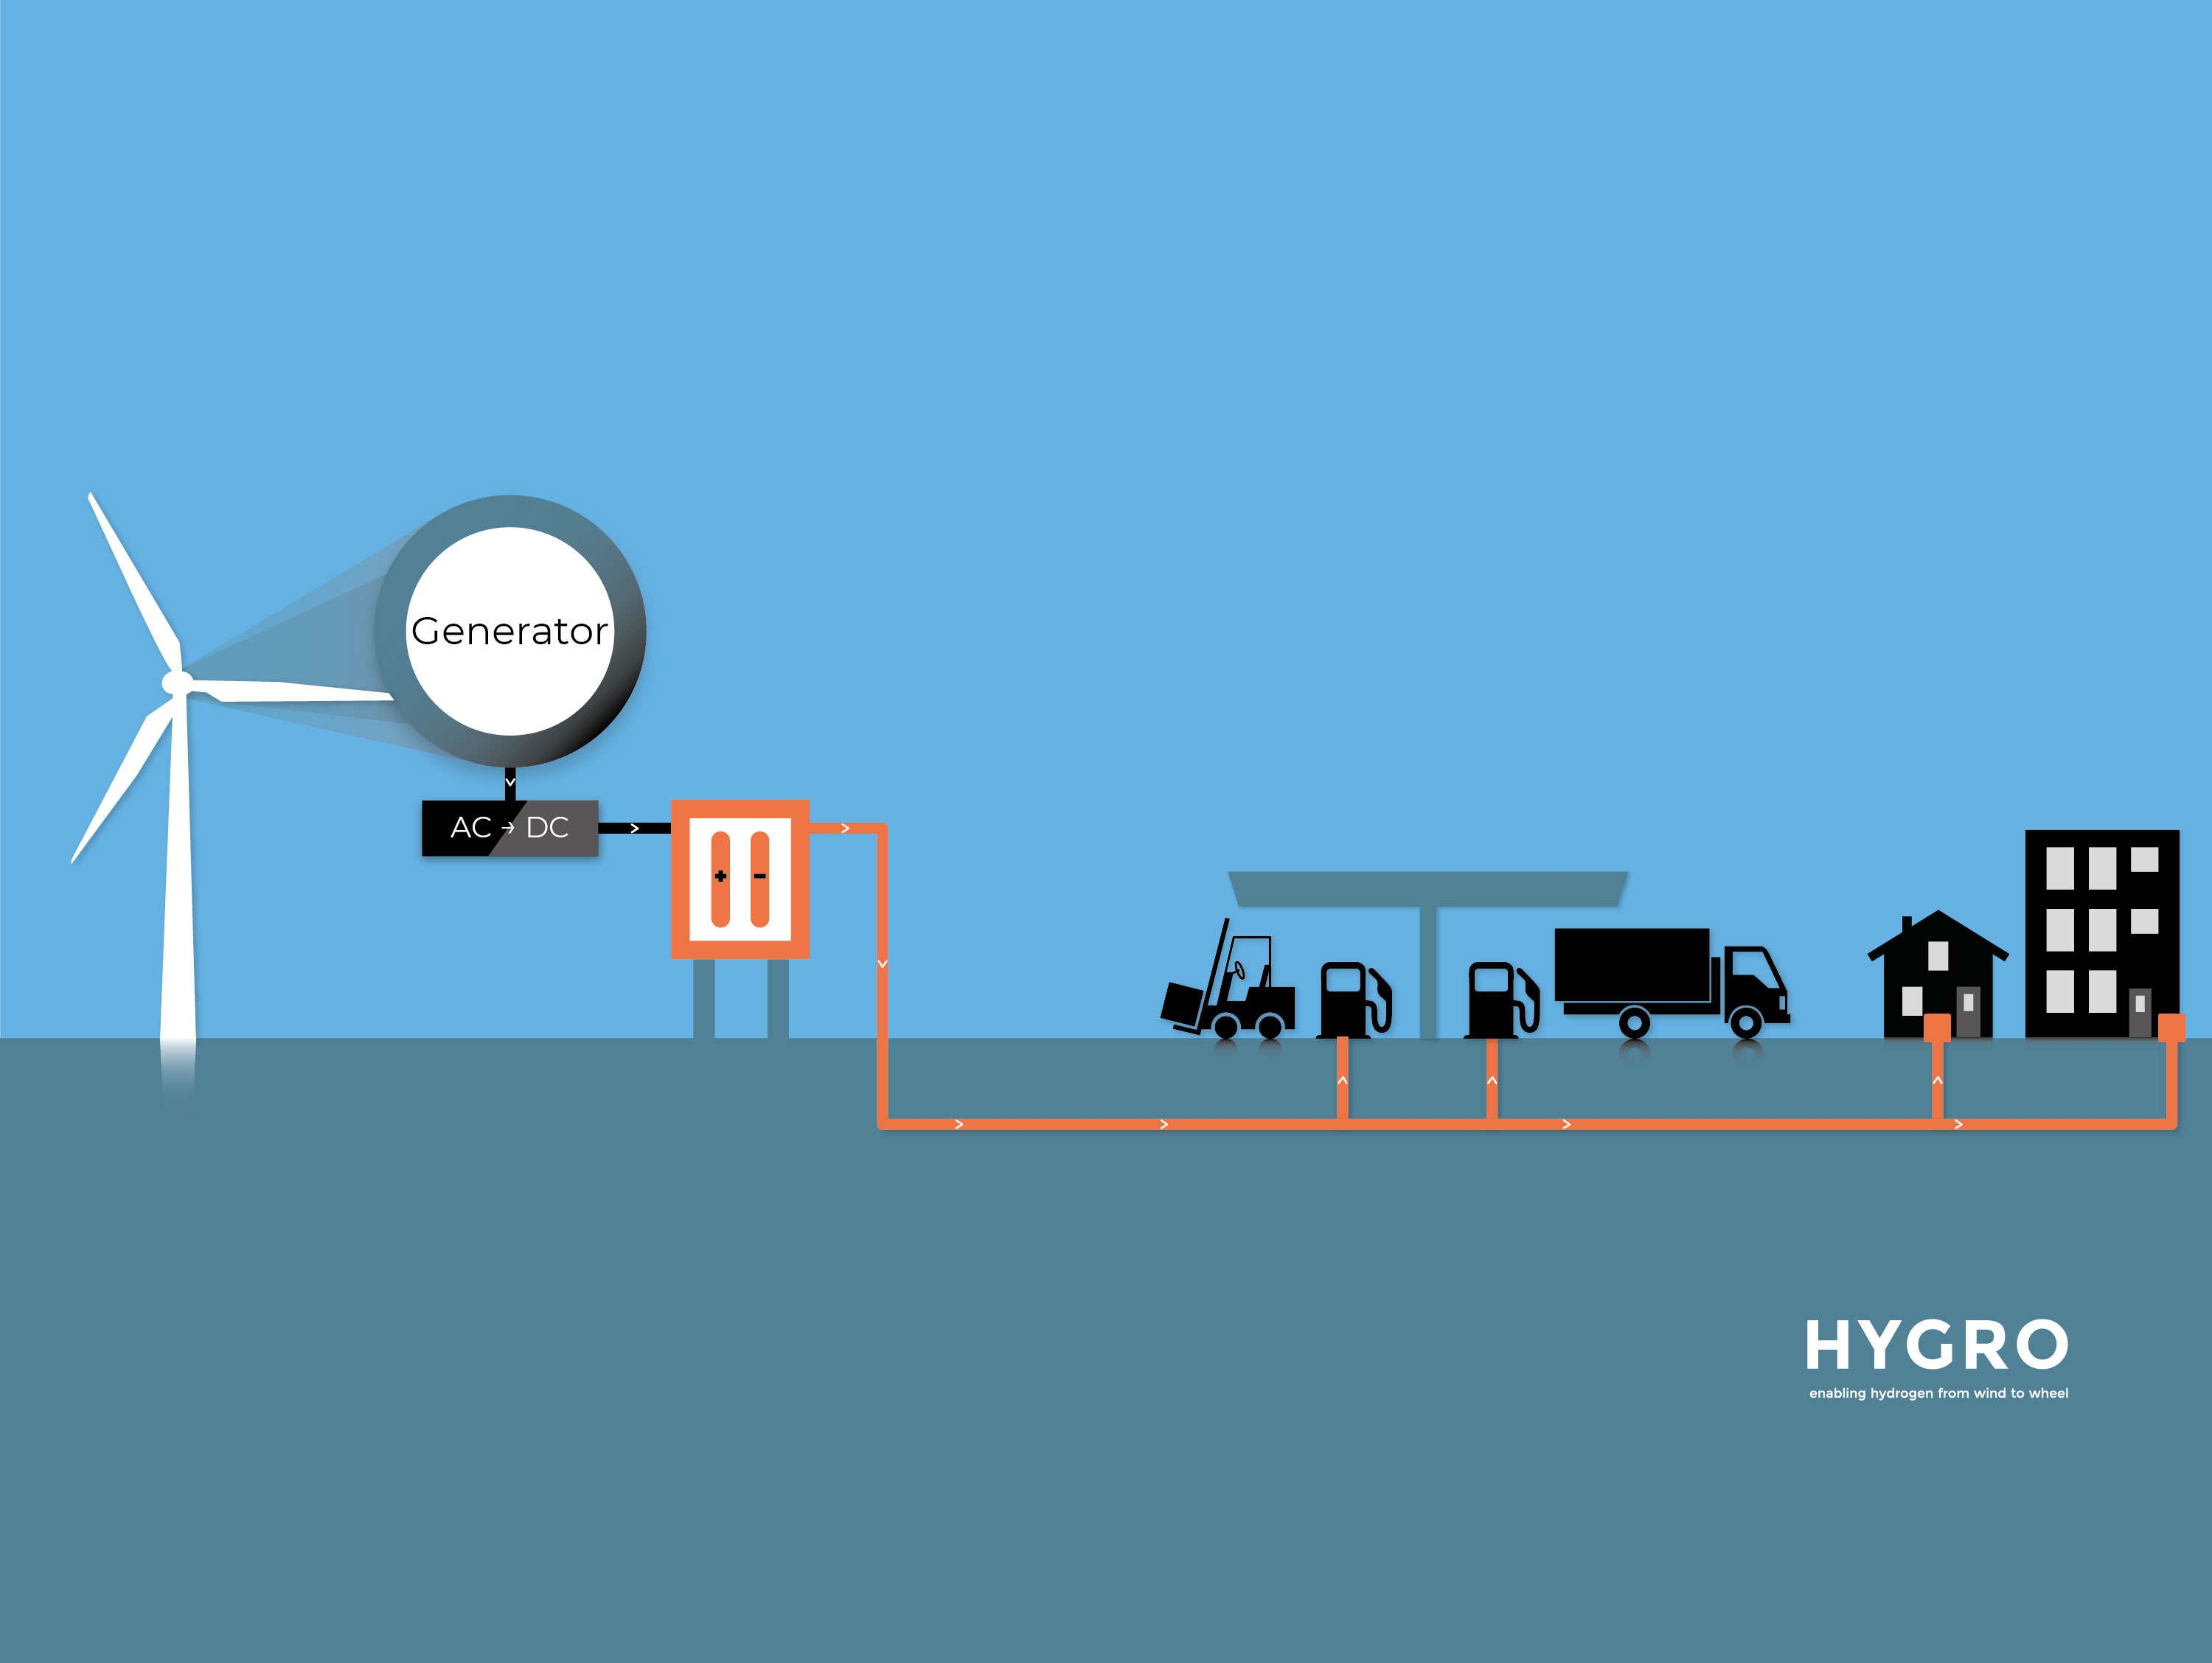 Generator
AC → DC
+ -
HYGRO
enabling hydrogen from wind to wheel